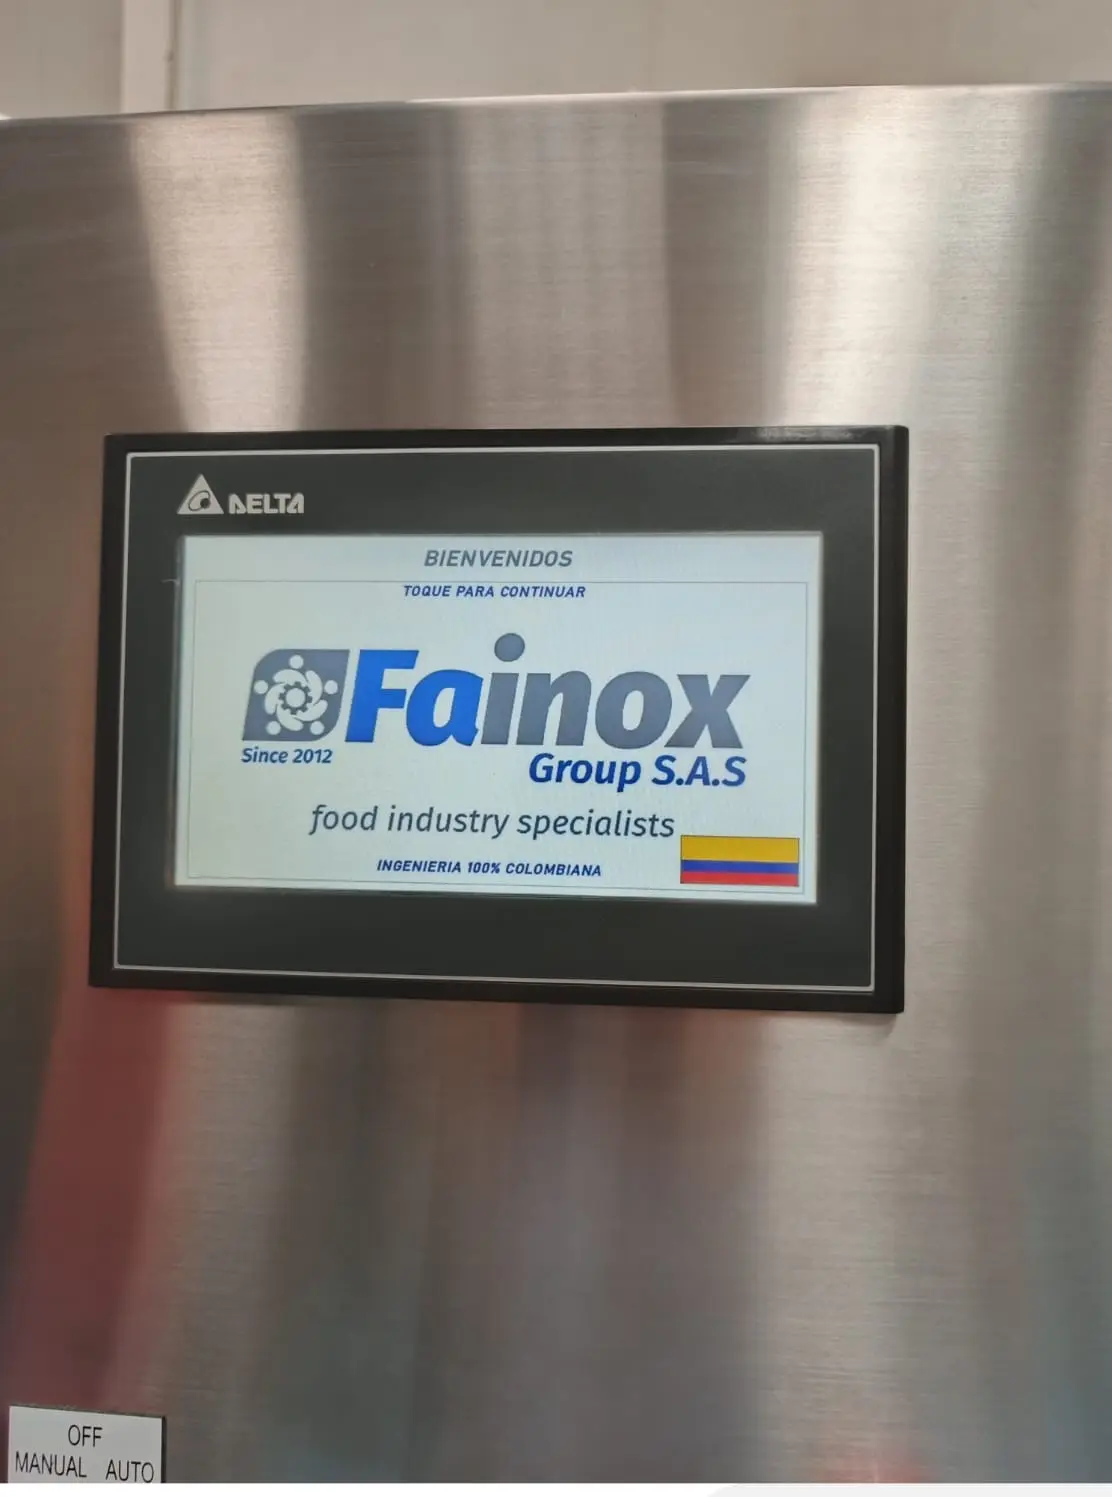 DELTA
BIENVENIDOS
TOQUE PARA CONTINUAR
Fainox
Since 2012
Group S.A.S
food industry specialists
INGENIERIA 100% COLOMBIANA
OFF
MANUAL AUTO